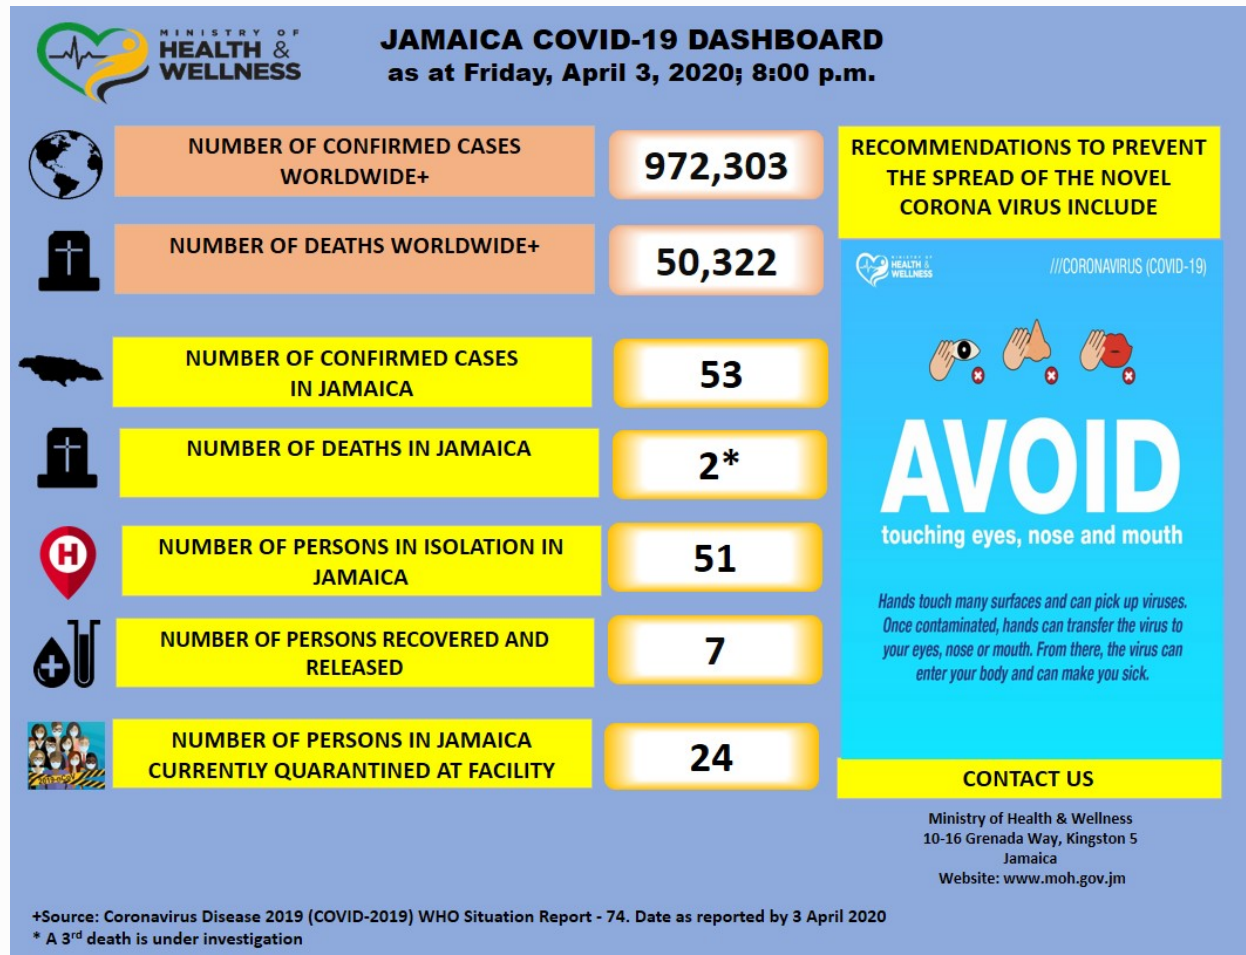 MINISTRY OF
HEALTH &
WELLNESS
JAMAICA COVID-19 DASHBOARD
as at Friday, April 3, 2020; 8:00 p.m.
NUMBER OF CONFIRMED CASES
WORLDWIDE+
972,303
NUMBER OF DEATHS WORLDWIDE+
50,322
NUMBER OF CONFIRMED CASES
IN JAMAICA
53
NUMBER OF DEATHS IN JAMAICA
2*
H
NUMBER OF PERSONS IN ISOLATION IN
JAMAICA
51
NUMBER OF PERSONS RECOVERED AND
RELEASED
7
NUMBER OF PERSONS IN JAMAICA
CURRENTLY QUARANTINED AT FACILITY
24
RECOMMENDATIONS TO PREVENT
THE SPREAD OF THE NOVEL
CORONA VIRUS INCLUDE
MINISTRY OF
HEALTH &
WELLNESS
///CORONAVIRUS (COVID-19)
AVOID
touching eyes, nose and mouth
Hands touch many surfaces and can pick up viruses.
Once contaminated, hands can transfer the virus to
your eyes, nose or mouth. From there, the virus can
enter your body and can make you sick.
CONTACT US
Ministry of Health & Wellness
10-16 Grenada Way, Kingston 5
Jamaica
Website: www.moh.gov.jm
+Source: Coronavirus Disease 2019 (COVID-2019) WHO Situation Report - 74. Date as reported by 3 April 2020
* A 3rd death is under investigation